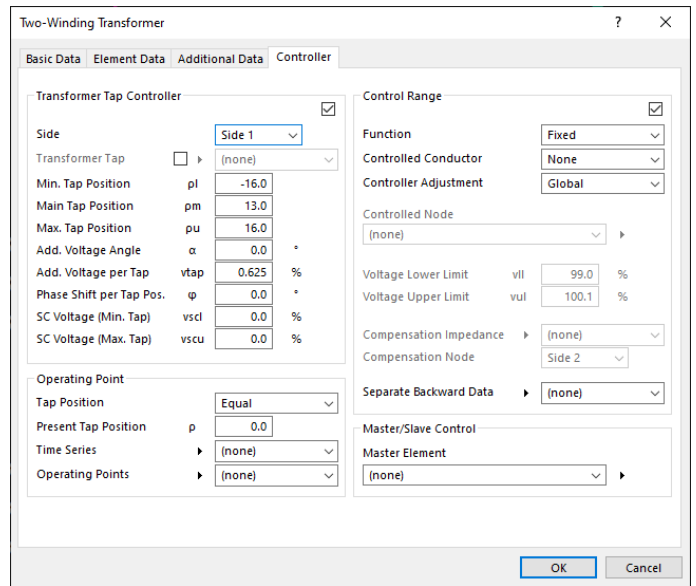 Two-Winding Transformer
?
Basic Data Element Data Additional Data Controller
Transformer Tap Controller
Side Side 1
Transformer Tap (none)
Min. Tap Position ρl -16.0
Main Tap Position ρm 13.0
Max. Tap Position ρu 16.0
Add. Voltage Angle α 0.0 °
Add. Voltage per Tap vtap 0.625 %
Phase Shift per Tap Pos. φ 0.0 °
SC Voltage (Min. Tap) vscl 0.0 %
SC Voltage (Max. Tap) vscu 0.0 %
Operating Point
Tap Position Equal
Present Tap Position ρ 0.0
Time Series (none)
Operating Points (none)
Control Range
Function Fixed
Controlled Conductor None
Controller Adjustment Global
Controlled Node
(none)
Voltage Lower Limit vll 99.0 %
Voltage Upper Limit vul 100.1 %
Compensation Impedance (none)
Compensation Node Side 2
Separate Backward Data (none)
Master/Slave Control
Master Element
(none)
OK Cancel